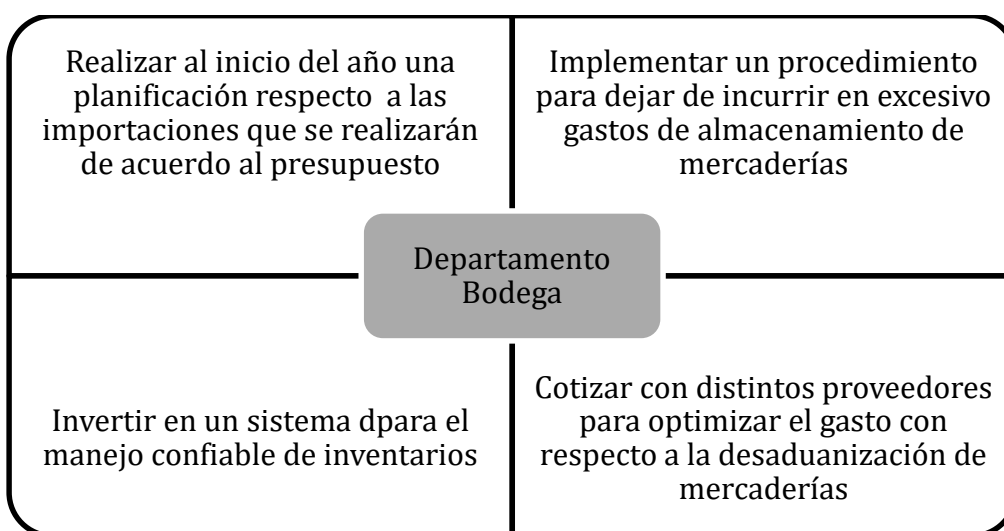 Realizar al inicio del año una
planificación respecto  a las
importaciones que se realizarán
de acuerdo al presupuesto
Implementar un procedimiento
para dejar de incurrir en excesivo
gastos de almacenamiento de
mercaderías
Departamento
Bodega
Invertir en un sistema dpara el
manejo confiable de inventarios
Cotizar con distintos proveedores
para optimizar el gasto con
respecto a la desaduanización de
mercaderías